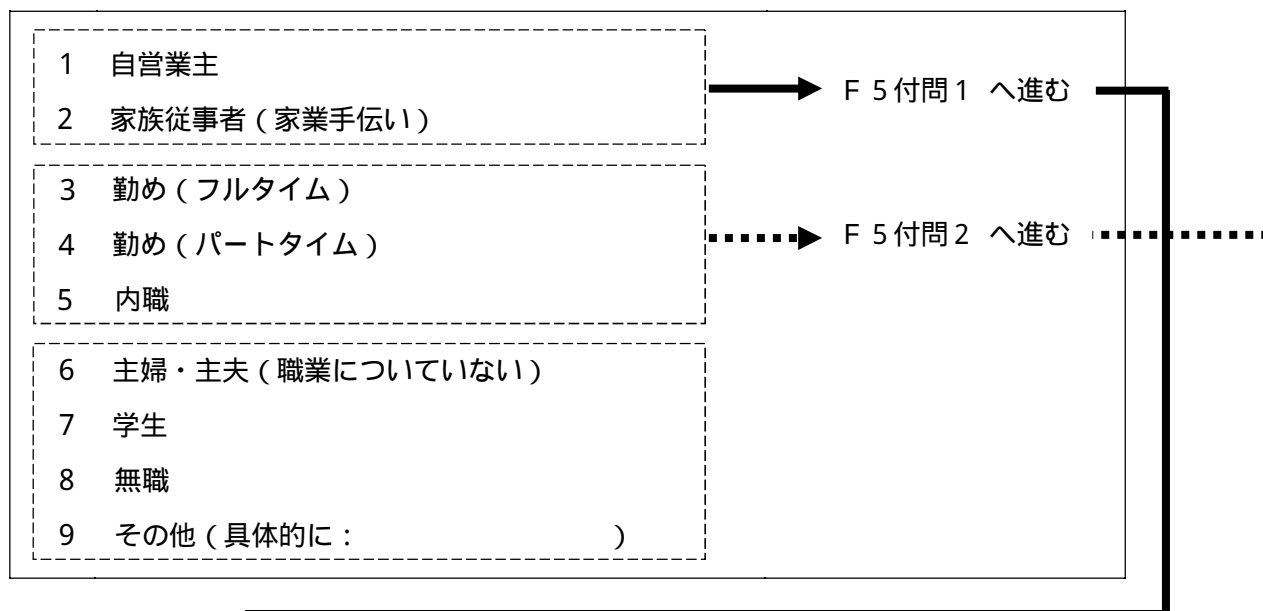 1 自営業主
2 家族従事者(家業手伝い)
F5付問1 へ進む
3 勤め(フルタイム)
4 勤め(パートタイム)
5 内職
F5付問2 へ進む
6 主婦・主夫(職業についていない)
7 学生
8 無職
9 その他(具体的に: )